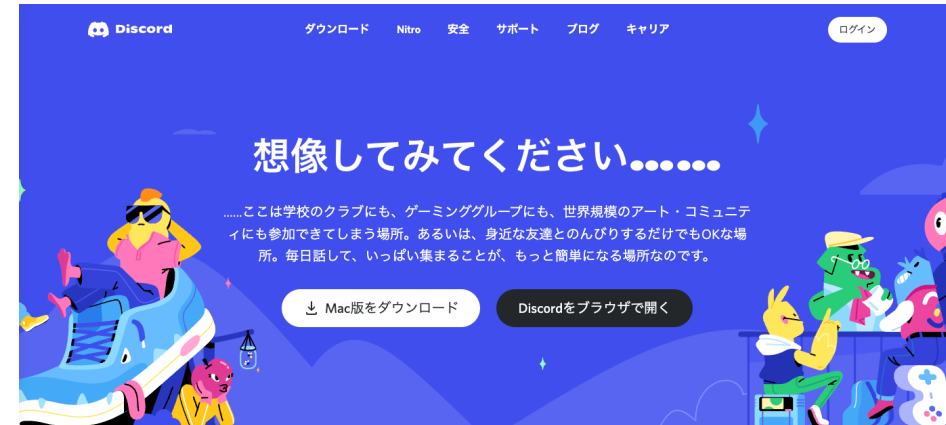 Discord
ダウンロード Nitro 安全 サポート ブログ キャリア
ログイン
想像してみてください……
……ここは学校のクラブにも、ゲーミンググループにも、世界規模のアート・コミュニテ
ィにも参加できてしまう場所。あるいは、身近な友達とのんびりするだけでもOKな場
所。毎日話して、いっぱい集まることが、もっと簡単になる場所なのです。
Mac版をダウンロード
Discordをブラウザで開く